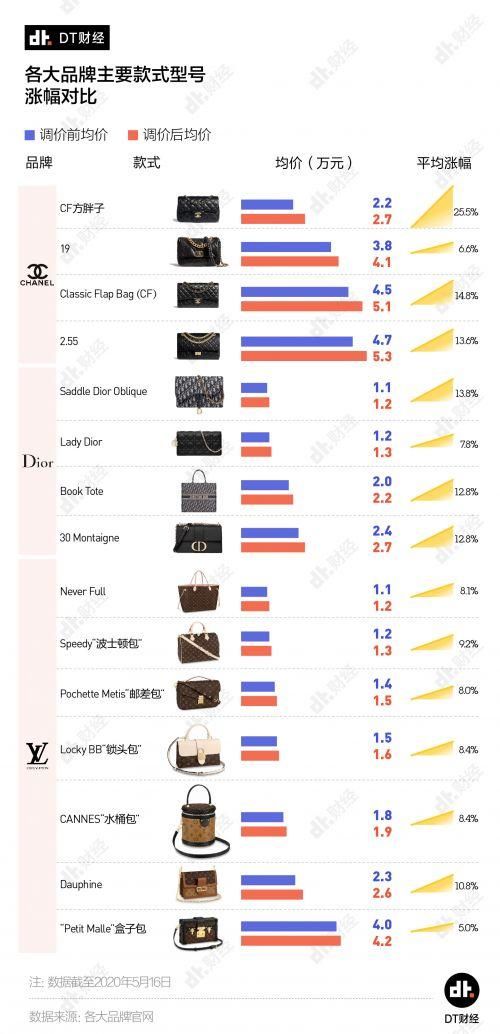 dt. DT财经
各大品牌主要款式型号
涨幅对比
调价前均价 调价后均价
品牌 款式 均价（万元） 平均涨幅
CHANEL
CF方胖子 2.2 2.7 25.5%
19 3.8 4.1 6.6%
Classic Flap Bag (CF) 4.5 5.1 14.8%
2.55 4.7 5.3 13.6%
Dior
Saddle Dior Oblique 1.1 1.2 13.8%
Lady Dior 1.2 1.3 7.8%
Book Tote 2.0 2.2 12.8%
30 Montaigne 2.4 2.7 12.8%
LV
Never Full 1.1 1.2 8.1%
Speedy"波士顿包" 1.2 1.3 9.2%
Pochette Metis"邮差包" 1.4 1.5 8.0%
Locky BB"锁头包" 1.5 1.6 8.4%
CANNES"水桶包" 1.8 1.9 8.4%
Dauphine 2.3 2.6 10.8%
"Petit Malle"盒子包 4.0 4.2 5.0%
注: 数据截至2020年5月16日
数据来源: 各大品牌官网
dt.
DT财经